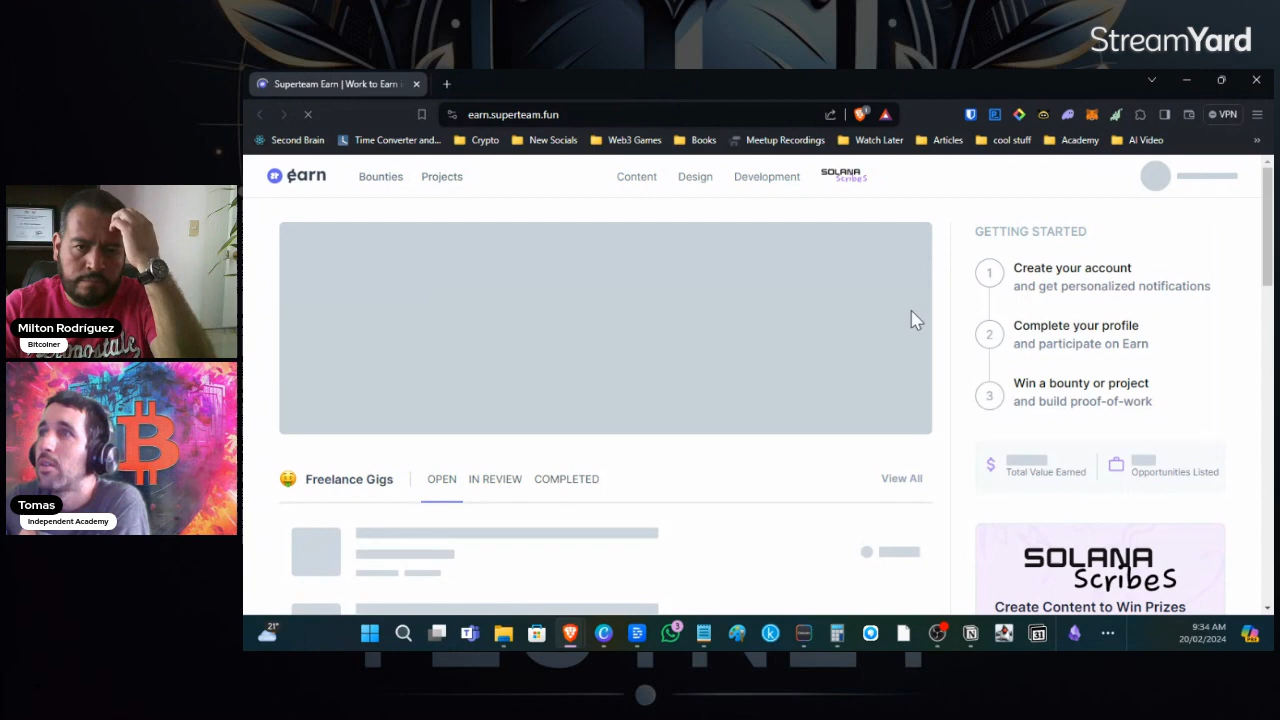 StreamYard
Superteam Earn | Work to Earn
earn.superteam.fun
VPN
Second Brain
Time Converter and...
Crypto
New Socials
Web3 Games
Books
Meetup Recordings
Watch Later
Articles
cool stuff
Academy
AI Video
»
earn
Bounties
Projects
Content
Design
Development
SOLANA
ScribeS
GETTING STARTED
1
Create your account
and get personalized notifications
2
Complete your profile
and participate on Earn
3
Win a bounty or project
and build proof-of-work
$
Total Value Earned
Opportunities Listed
Freelance Gigs
OPEN
IN REVIEW
COMPLETED
View All
SOLANA
ScribeS
Create Content to Win Prizes
Milton Rodríguez
Bitcoiner
Tomas
Independent Academy
21°
3
31
9:34 AM
20/02/2024